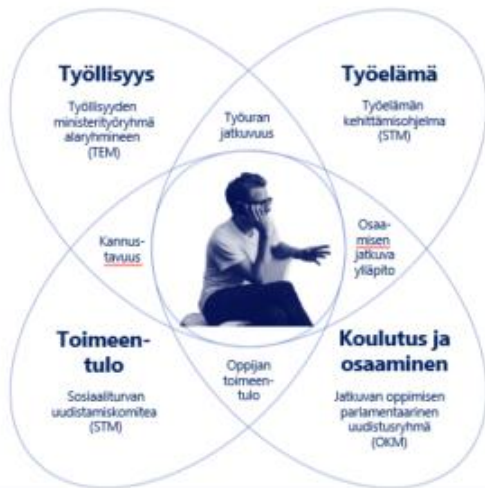 Työllisyys
Työllisyyden
ministerityöryhmä
alaryhmineen
(TEM)
Työuran
jatkuvuus
Työelämä
Työelämän
kehittämisohjelma
(STM)
Kannus-
tavuus
Osaa-
misen
jatkuva
ylläpito
Toimeen-
tulo
Sosiaaliturvan
uudistamiskomitea
(STM)
Oppijan
toimeen-
tulo
Koulutus ja
osaaminen
Jatkuvan oppimisen
parlamentaarinen
uudistusryhmä
(OKM)